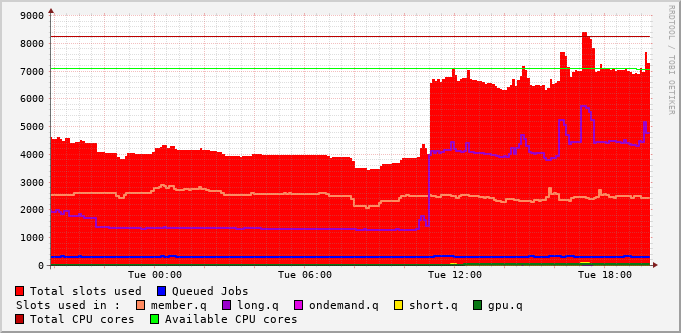 9000
8000
7000
6000
5000
4000
3000
2000
1000
0
Tue 00:00 Tue 06:00 Tue 12:00 Tue 18:00
Total slots used Queued Jobs
Slots used in : member.q long.q ondemand.q short.q gpu.q
Total CPU cores Available CPU cores
RRDTOOL / TOBI OETIKER